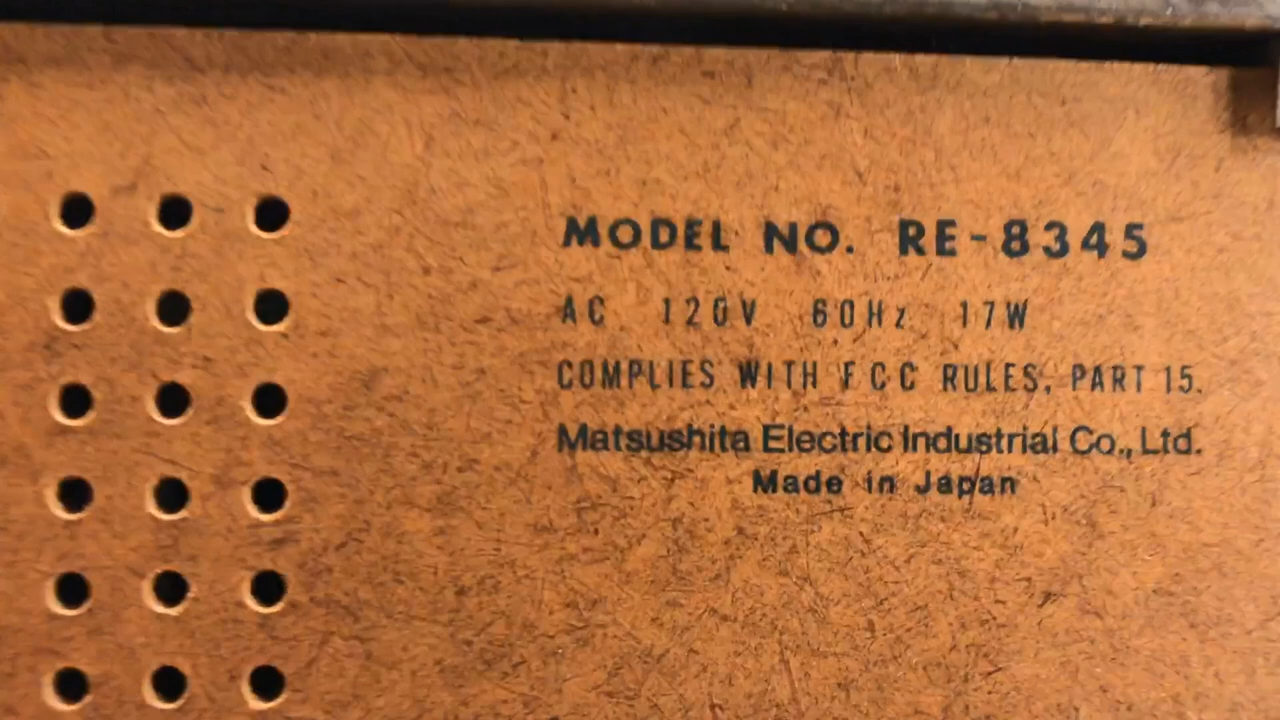 MODEL NO. RE-8345
AC 120V 60Hz 17W
COMPLIES WITH FCC RULES, PART 15.
Matsushita Electric Industrial Co., Ltd.
Made in Japan